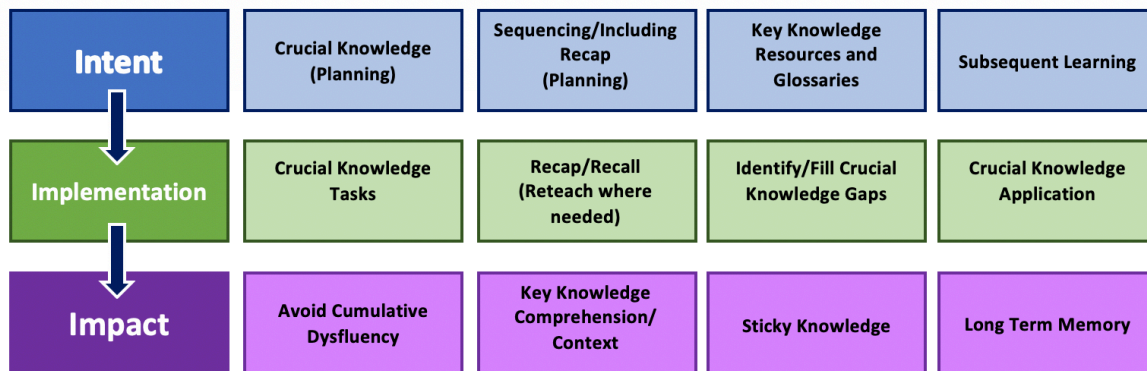 Intent
Crucial Knowledge
(Planning)
Sequencing/Including
Recap
(Planning)
Key Knowledge
Resources and
Glossaries
Subsequent Learning
Implementation
Crucial Knowledge
Tasks
Recap/Recall
(Reteach where
needed)
Identify/Fill Crucial
Knowledge Gaps
Crucial Knowledge
Application
Impact
Avoid Cumulative
Dysfluency
Key Knowledge
Comprehension/
Context
Sticky Knowledge
Long Term Memory